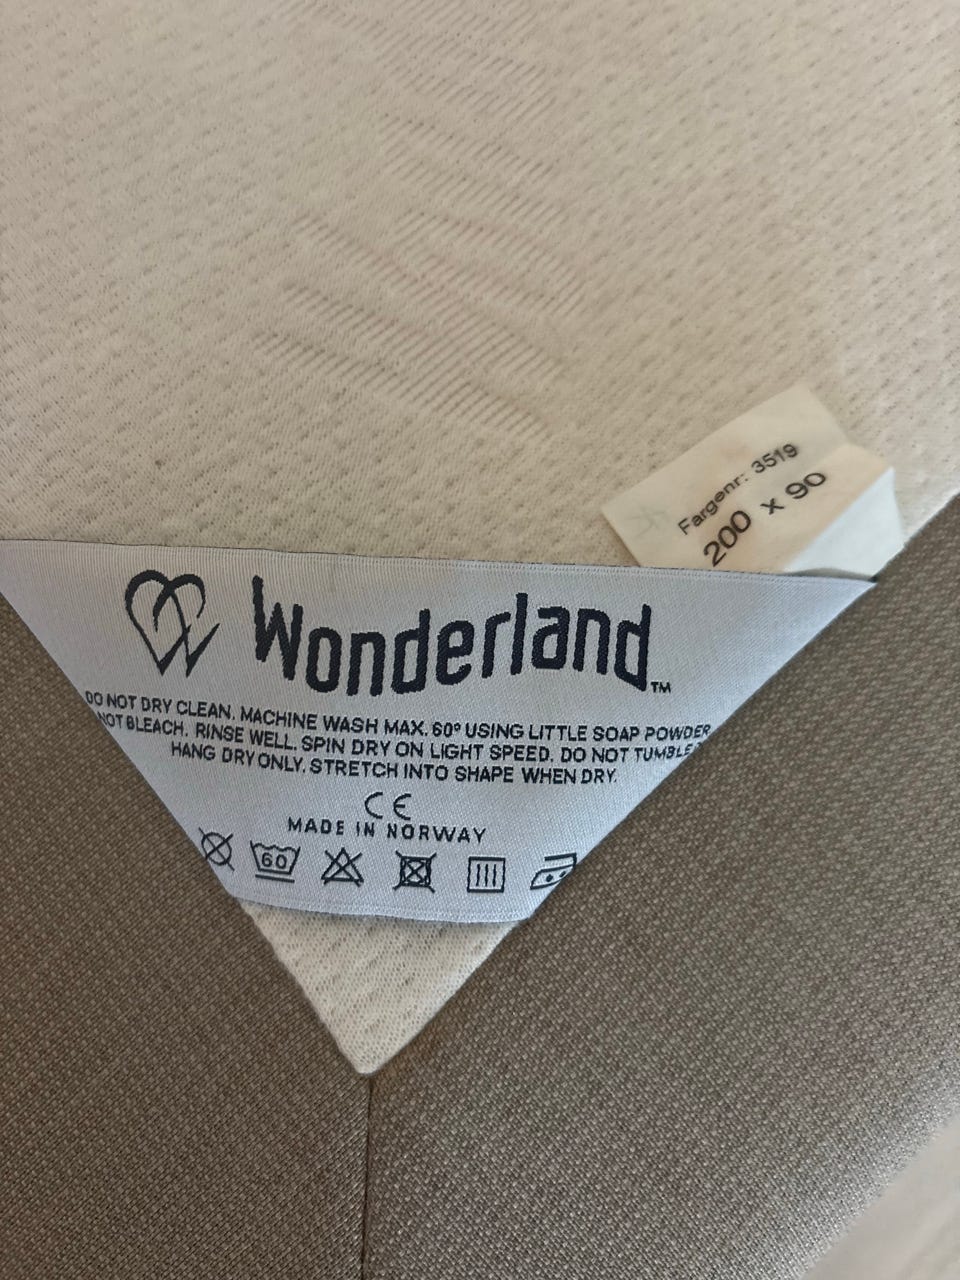 Fargenr: 3519
200 x 90
Wonderland™
DO NOT DRY CLEAN. MACHINE WASH MAX. 60° USING LITTLE SOAP POWDER
NOT BLEACH. RINSE WELL. SPIN DRY ON LIGHT SPEED. DO NOT TUMBLE
HANG DRY ONLY. STRETCH INTO SHAPE WHEN DRY.
CE
MADE IN NORWAY
60